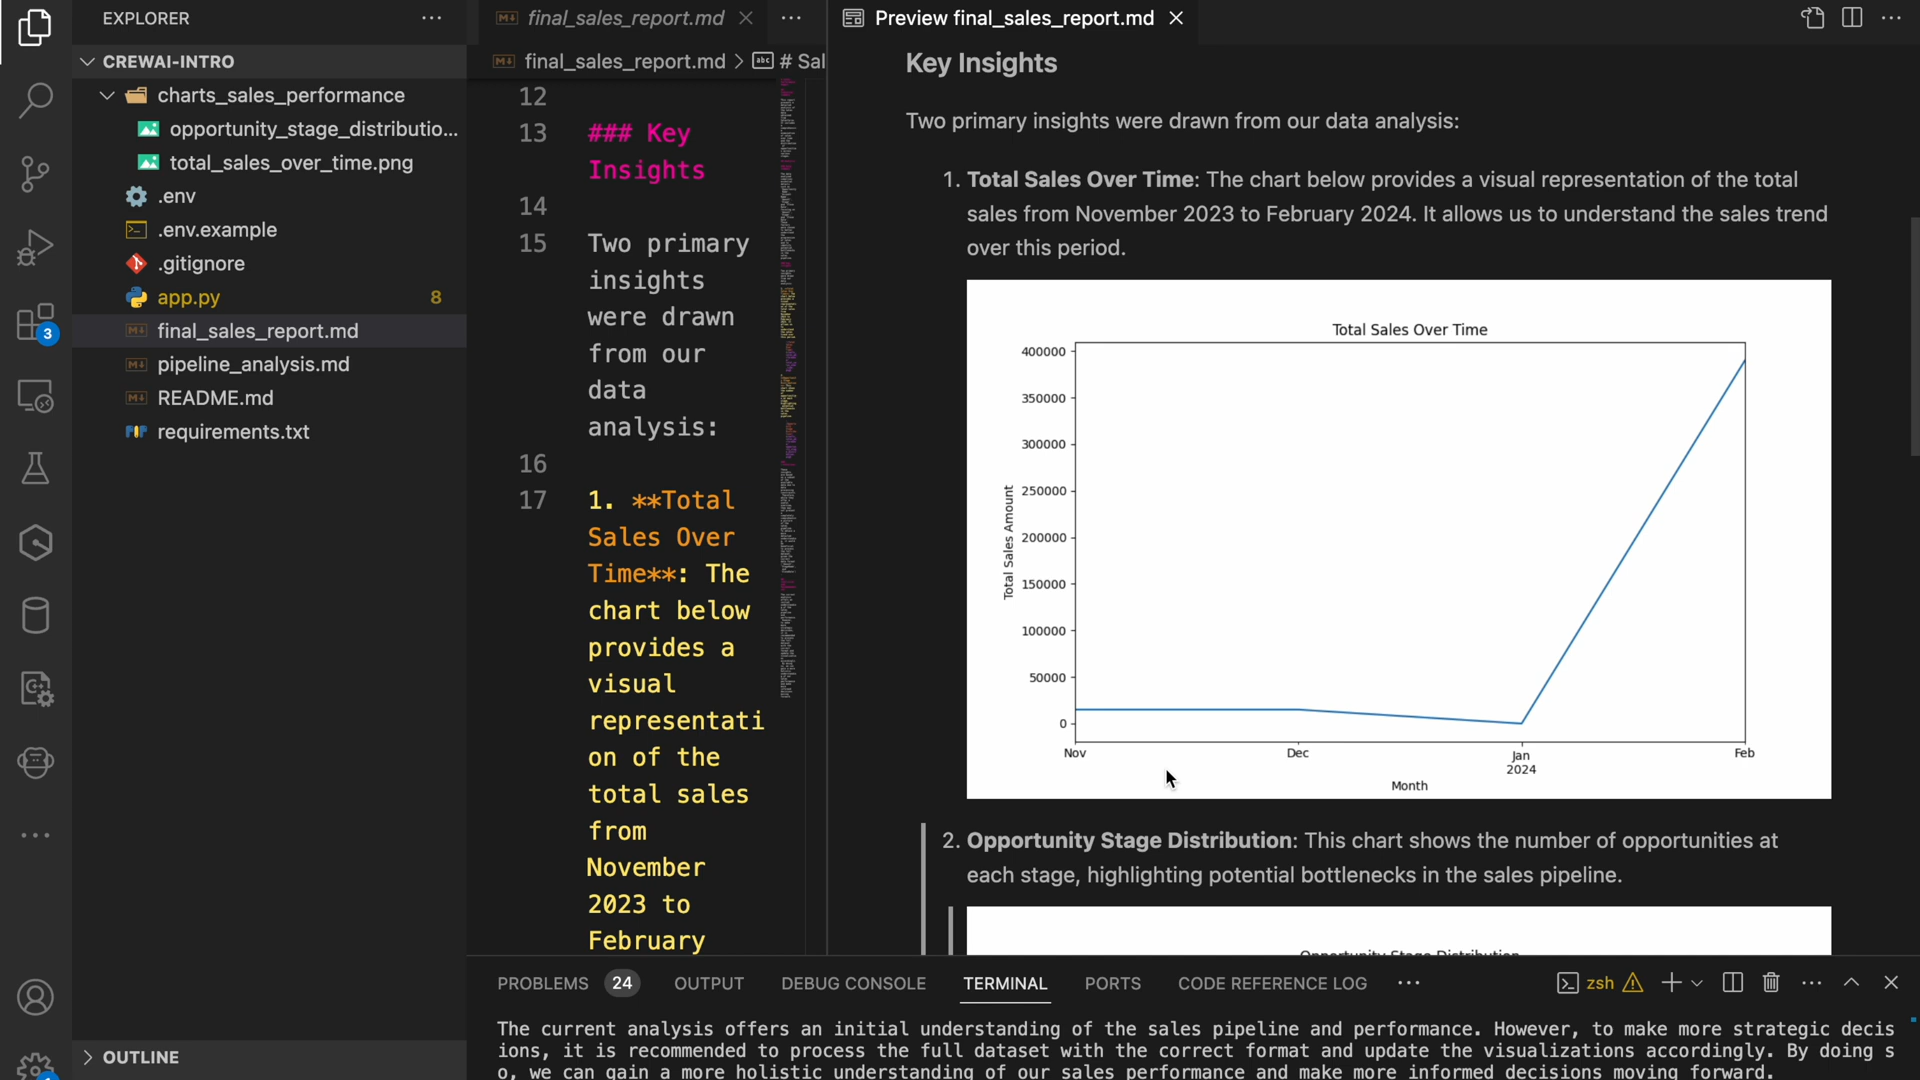 EXPLORER
final_sales_report.md
Preview final_sales_report.md
CREWAI-INTRO
charts_sales_performance
opportunity_stage_distributio...
total_sales_over_time.png
.env
.env.example
.gitignore
app.py 8
final_sales_report.md
pipeline_analysis.md
README.md
requirements.txt
3
OUTLINE
final_sales_report.md > # Sal
12
13 ### Key
Insights
14
15 Two primary
insights
were drawn
from our
data
analysis:
16
17 1. **Total
Sales Over
Time**: The
chart below
provides a
visual
representati
on of the
total sales
from
November
2023 to
February
Key Insights
Two primary insights were drawn from our data analysis:
1. Total Sales Over Time: The chart below provides a visual representation of the total
sales from November 2023 to February 2024. It allows us to understand the sales trend
over this period.
Total Sales Over Time
400000
350000
300000
250000
200000
150000
100000
50000
0
Total Sales Amount
Nov Dec Jan Feb
2024
Month
2. Opportunity Stage Distribution: This chart shows the number of opportunities at
each stage, highlighting potential bottlenecks in the sales pipeline.
Opportunity Stage Distribution
PROBLEMS 24 OUTPUT DEBUG CONSOLE TERMINAL PORTS CODE REFERENCE LOG
zsh
The current analysis offers an initial understanding of the sales pipeline and performance. However, to make more strategic decis
ions, it is recommended to process the full dataset with the correct format and update the visualizations accordingly. By doing s
o, we can gain a more holistic understanding of our sales performance and make more informed decisions moving forward.